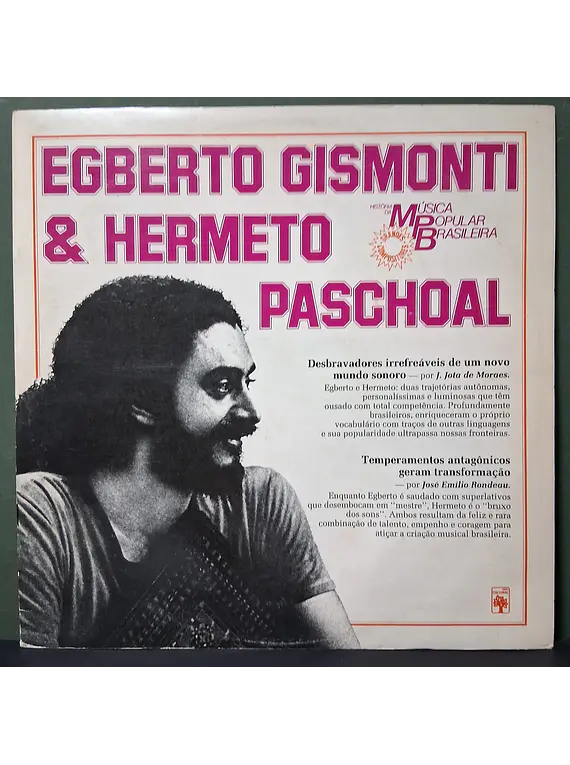 EGBERTO GISMONTI
& HERMETO
PASCHOAL
HISTÓRIA DA MÚSICA
POPULAR
BRASILEIRA
GRANDES COMPOSITORES
Desbravadores irrefreáveis de um novo
mundo sonoro — por J. Jota de Moraes.
Egberto e Hermeto: duas trajetórias autônomas,
personalíssimas e luminosas que têm
ousado com total competência. Profundamente
brasileiros, enriqueceram o próprio
vocabulário com traços de outras linguagens
e sua popularidade ultrapassa nossas fronteiras.
Temperamentos antagônicos
geram transformação
— por José Emilio Rondeau.
Enquanto Egberto é saudado com superlativos
que desembocam em "mestre", Hermeto é o "bruxo
dos sons". Ambos resultam da feliz e rara
combinação de talento, empenho e coragem para
atiçar a criação musical brasileira.